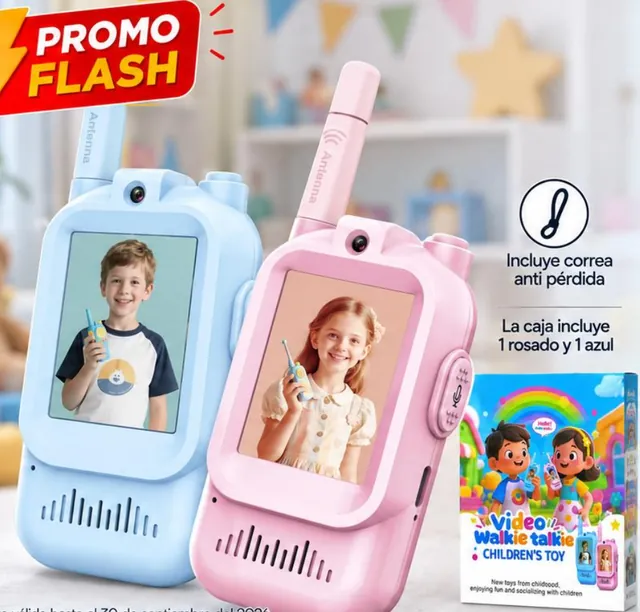 PROMO
FLASH
Antenna
Antenna
Incluye correa
anti pérdida
La caja incluye
1 rosado y 1 azul
Hello!
Video
Walkie talkie
CHILDREN'S TOY
New toys from childhood,
enjoying fun and socializing with children